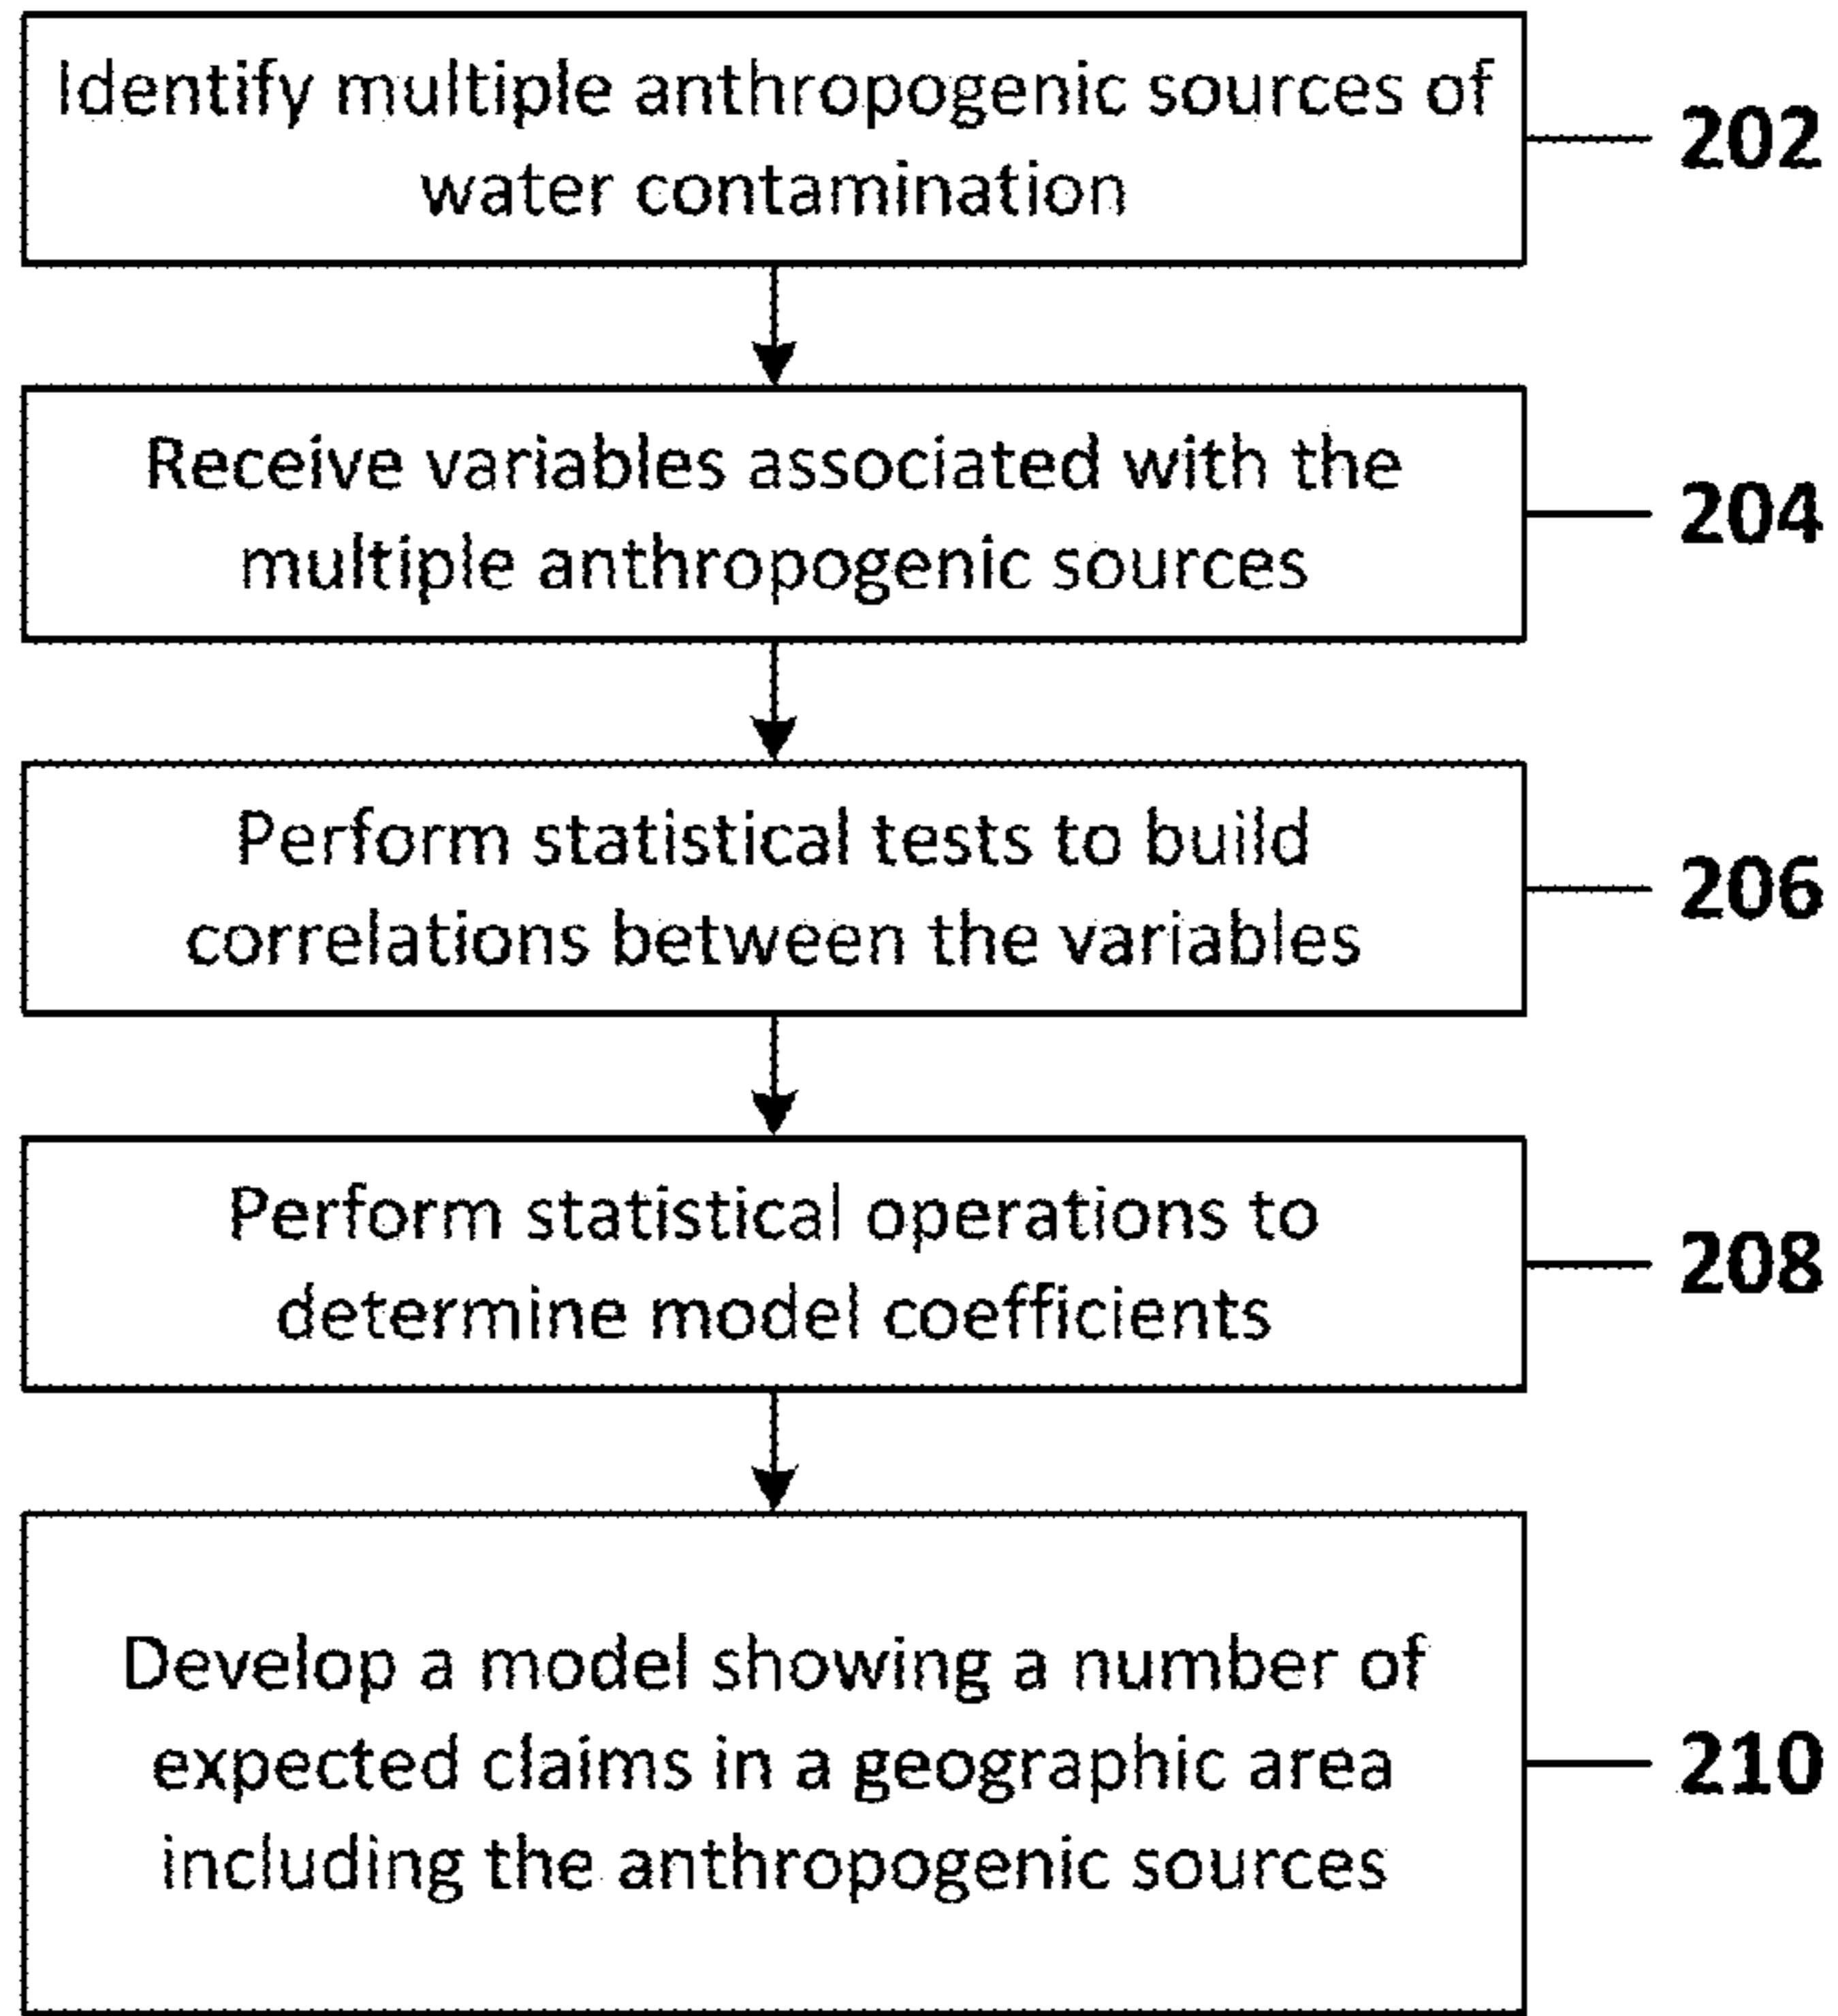 Identify multiple anthropogenic sources of
water contamination
202
Receive variables associated with the
multiple anthropogenic sources
204
Perform statistical tests to build
correlations between the variables
206
Perform statistical operations to
determine model coefficients
208
Develop a model showing a number of
expected claims in a geographic area
including the anthropogenic sources
210